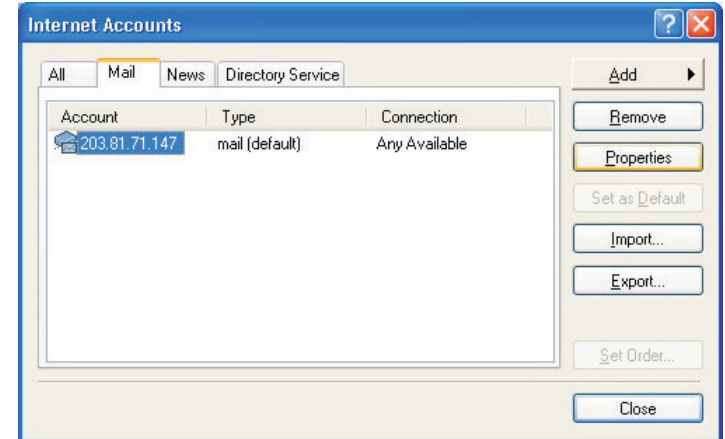 Internet Accounts
All Mail News Directory Service
Add
Account Type Connection
Remove
203.81.71.147 mail (default) Any Available
Properties
Set as Default
Import...
Export...
Set Order...
Close